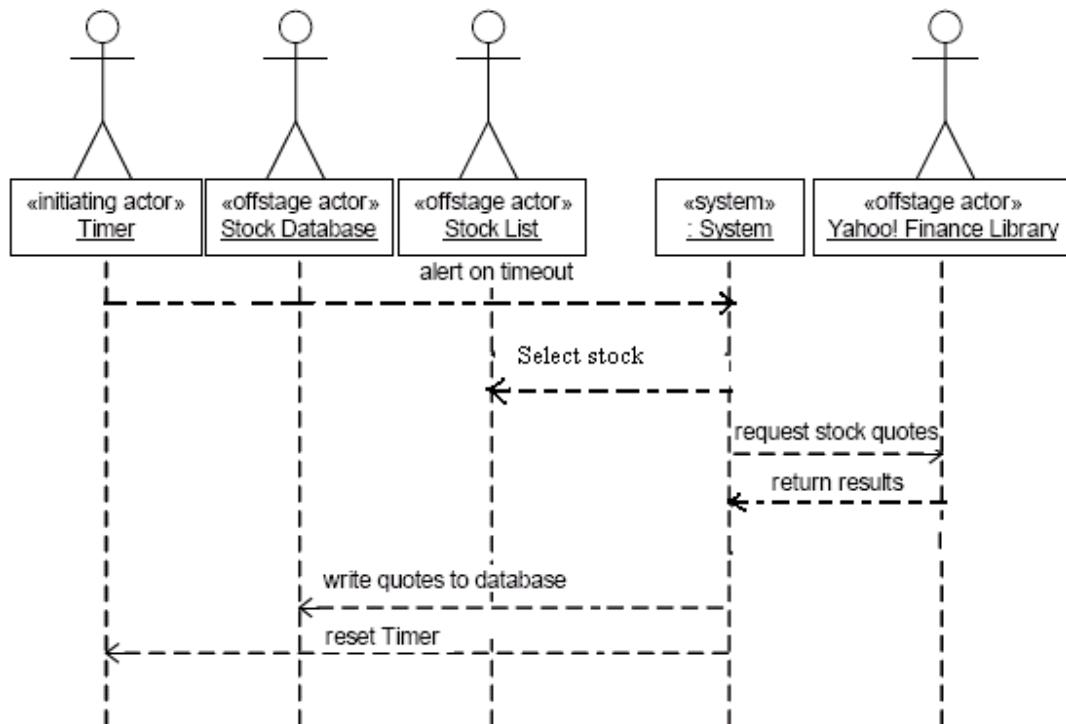 «initiating actor»
Timer
«offstage actor»
Stock Database
«offstage actor»
Stock List
«system»
: System
«offstage actor»
Yahoo! Finance Library
alert on timeout
Select stock
request stock quotes
return results
write quotes to database
reset Timer